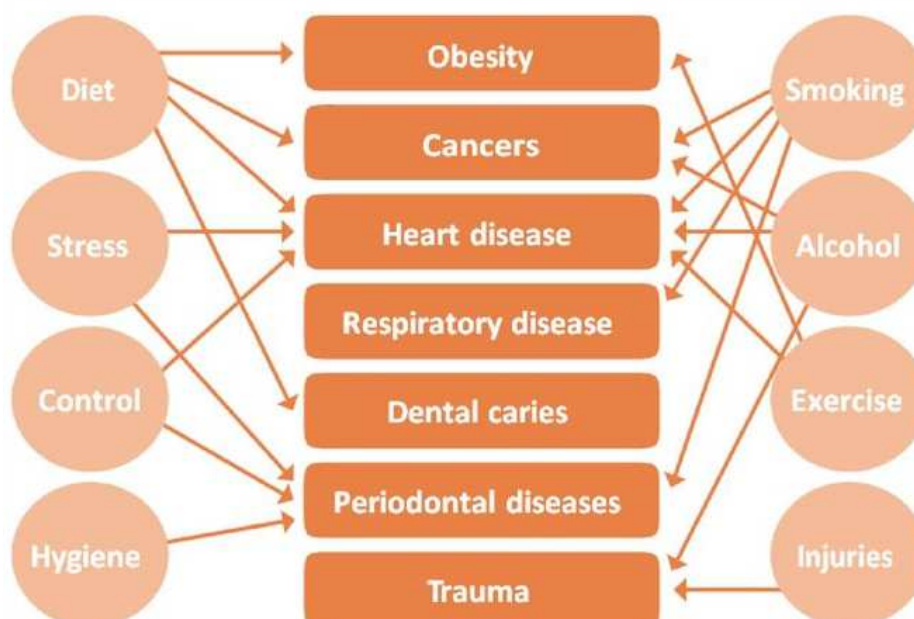 Diet
Stress
Control
Hygiene
Obesity
Cancers
Heart disease
Respiratory disease
Dental caries
Periodontal diseases
Trauma
Smoking
Alcohol
Exercise
Injuries